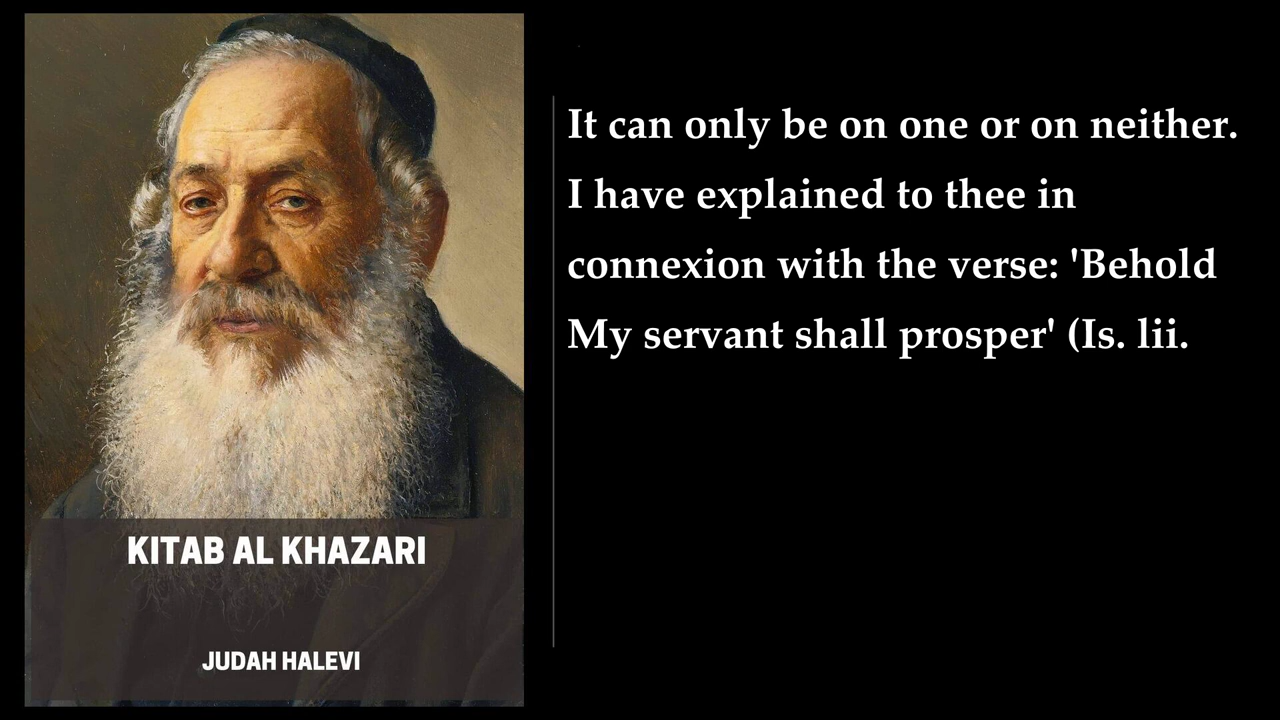 It can only be on one or on neither.
I have explained to thee in
connexion with the verse: 'Behold
My servant shall prosper' (Is. lii.
KITAB AL KHAZARI
JUDAH HALEVI